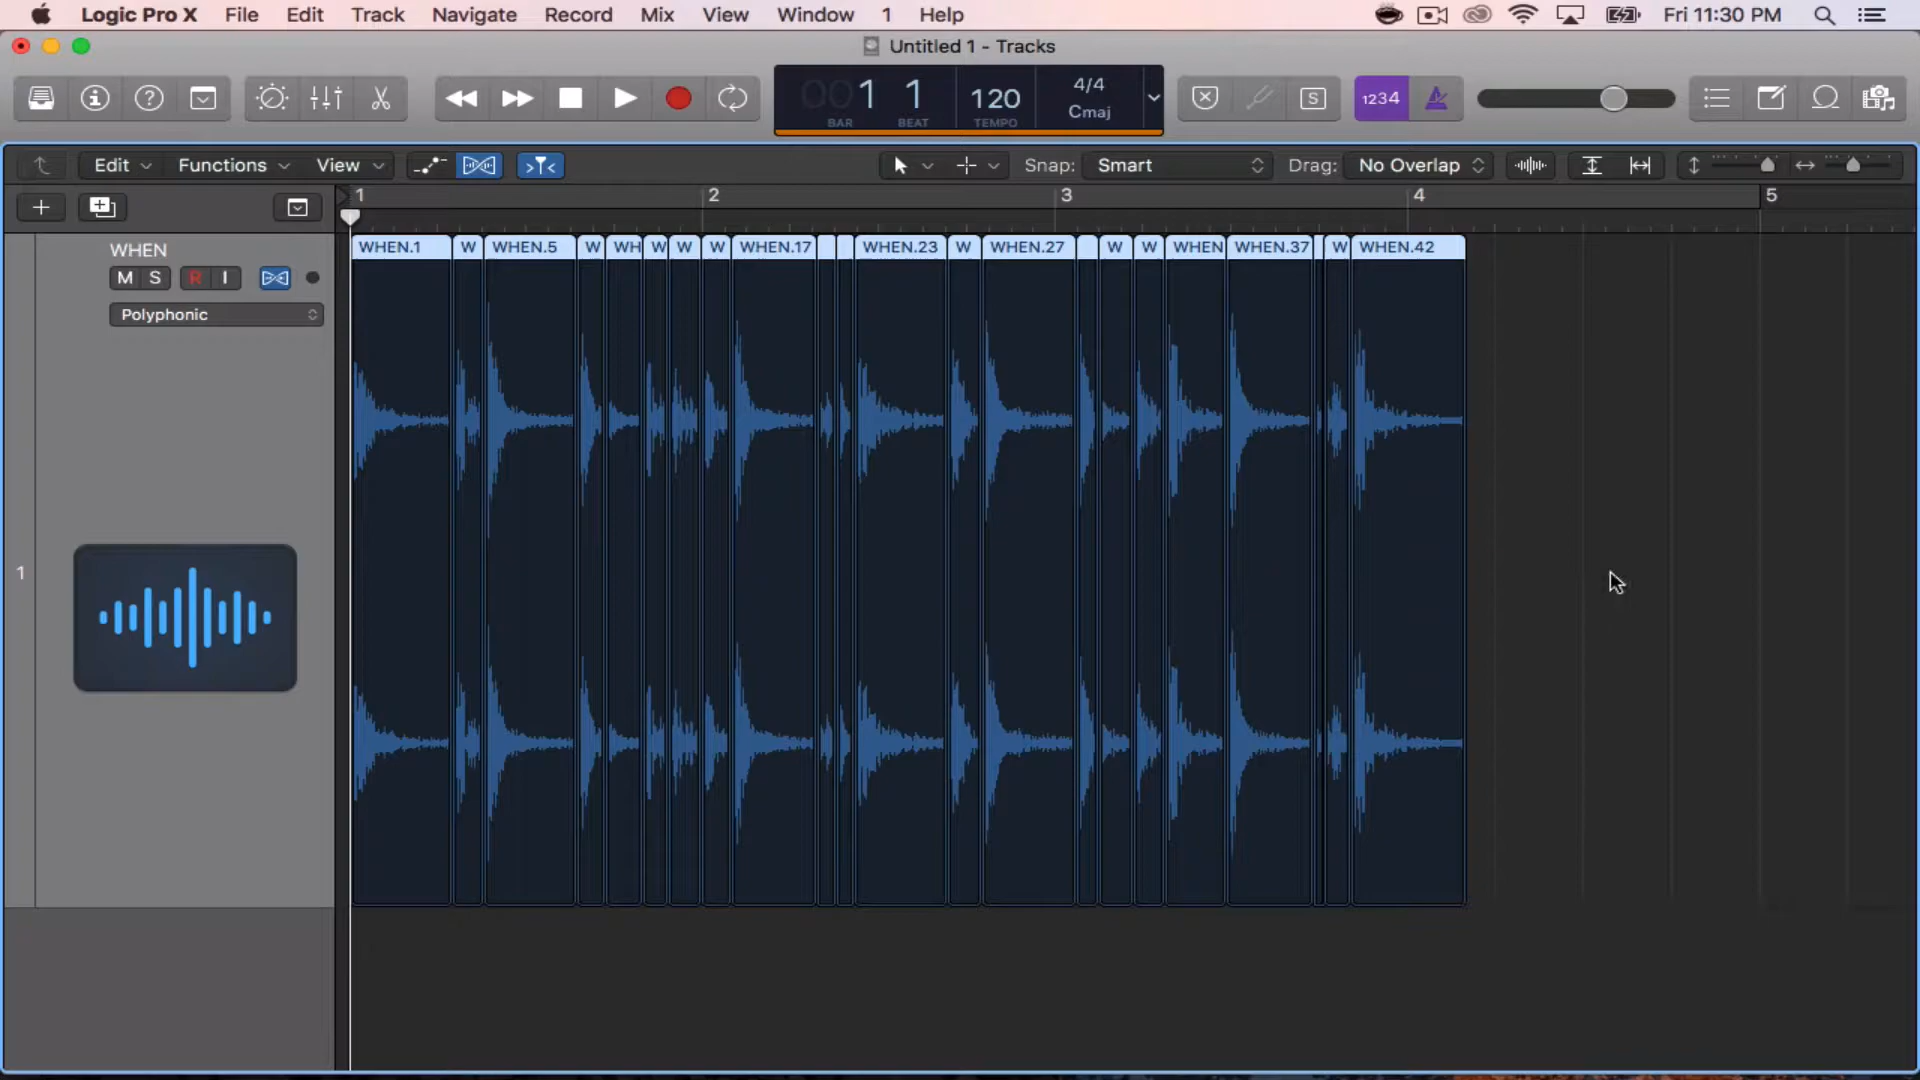 Logic Pro X File Edit Track Navigate Record Mix View Window 1 Help Fri 11:30 PM
Untitled 1 - Tracks
001 1 120 4/4 Cmaj S 1234
BAR BEAT TEMPO
Edit Functions View Snap: Smart Drag: No Overlap
1 2 3 4 5
WHEN WHEN.1 W WHEN.5 W WH W W W WHEN.17 WHEN.23 W WHEN.27 W W WHEN WHEN.37 W WHEN.42
M S R I
Polyphonic
1